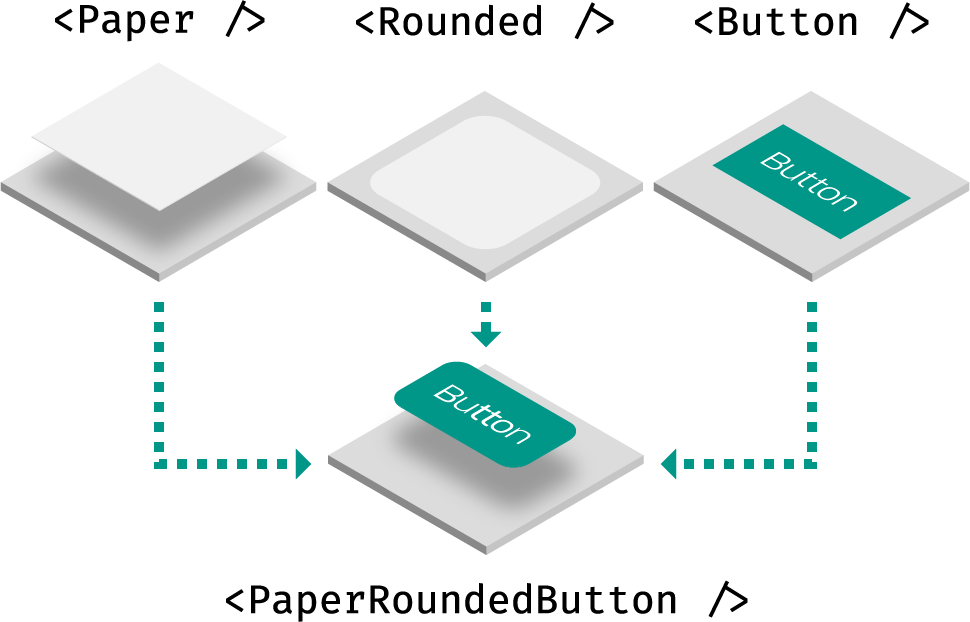 <Paper />
<Rounded />
<Button />
Button
Button
<PaperRoundedButton />